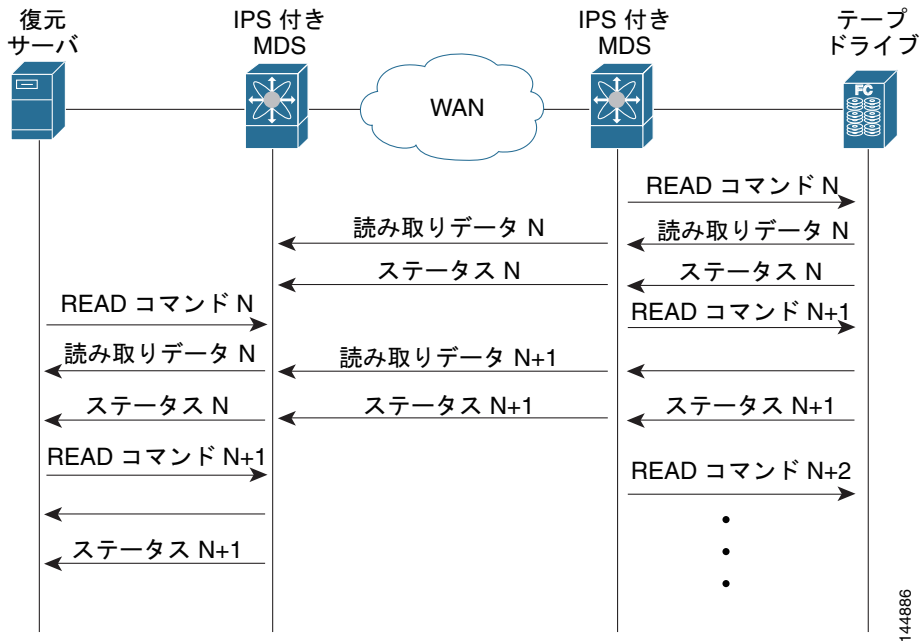 復元
サーバ
IPS 付き
MDS
IPS 付き
MDS
テープ
ドライブ
WAN
FC
READ コマンド N
読み取りデータ N
読み取りデータ N
ステータス N
ステータス N
READ コマンド N
READ コマンド N+1
読み取りデータ N
読み取りデータ N+1
ステータス N
ステータス N+1
ステータス N+1
READ コマンド N+1
READ コマンド N+2
ステータス N+1
144886